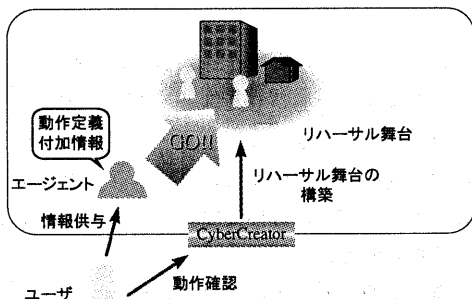 動作定義
付加情報
GO!!
リハーサル舞台
エージェント
リハーサル舞台の
構築
情報供与
CyberCreator
ユーザ
動作確認